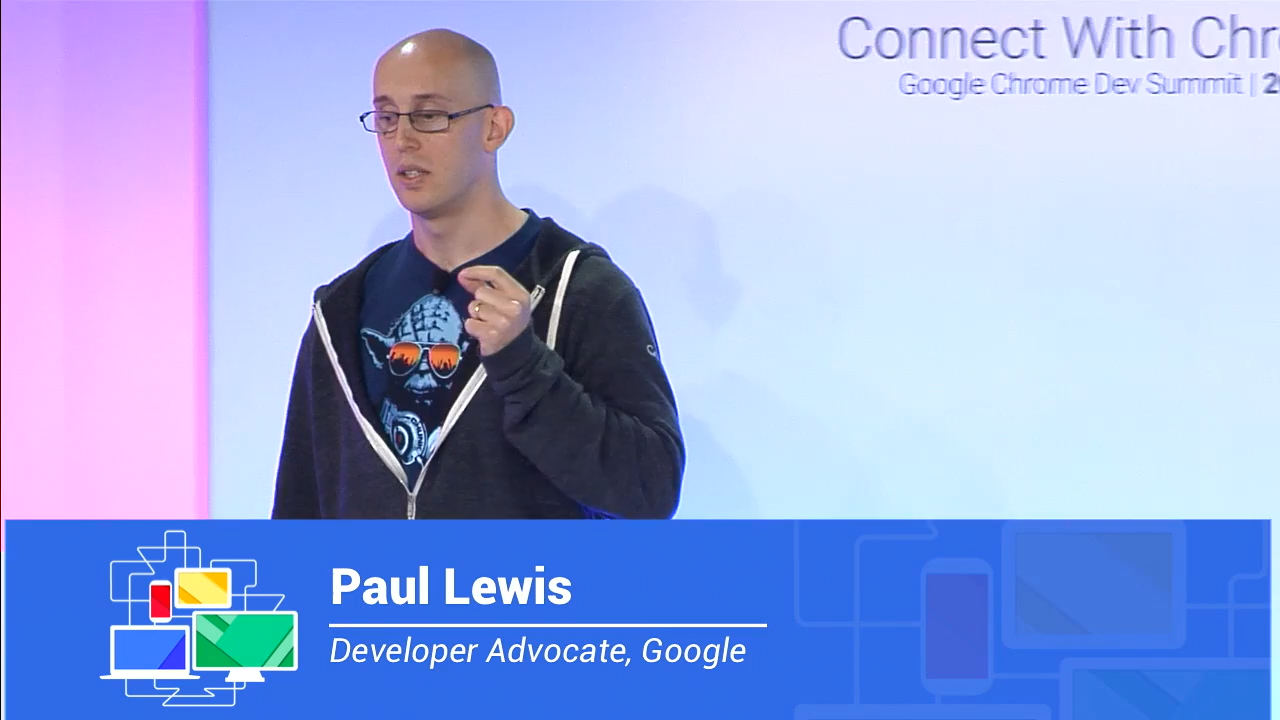 Connect With Chr
Google Chrome Dev Summit | 2
Paul Lewis
Developer Advocate, Google